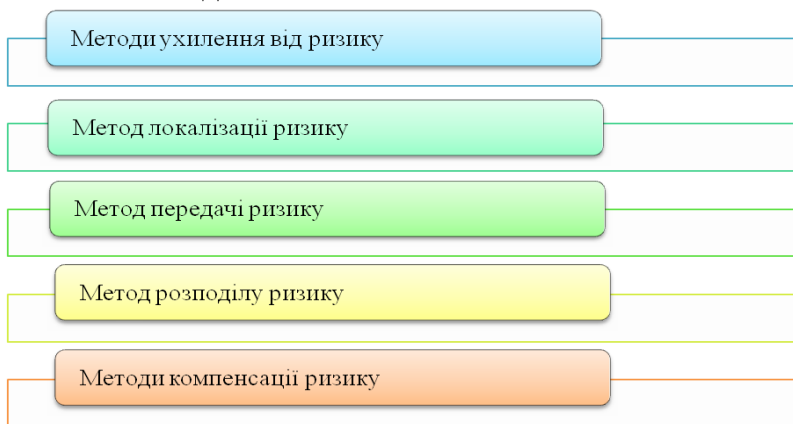 Методи ухилення від ризику
Метод локалізації ризику
Метод передачі ризику
Метод розподілу ризику
Методи компенсації ризику